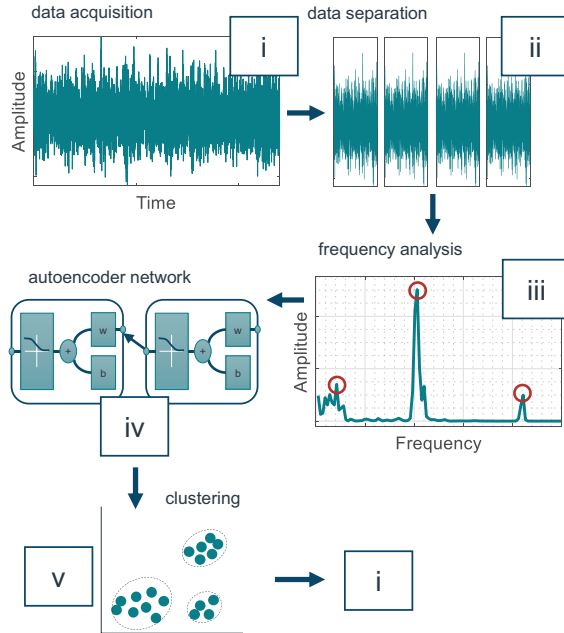 data acquisition
i
data separation
ii
Amplitude
Time
frequency analysis
iii
autoencoder network
w
+
b
w
+
b
Amplitude
Frequency
iv
clustering
v
i